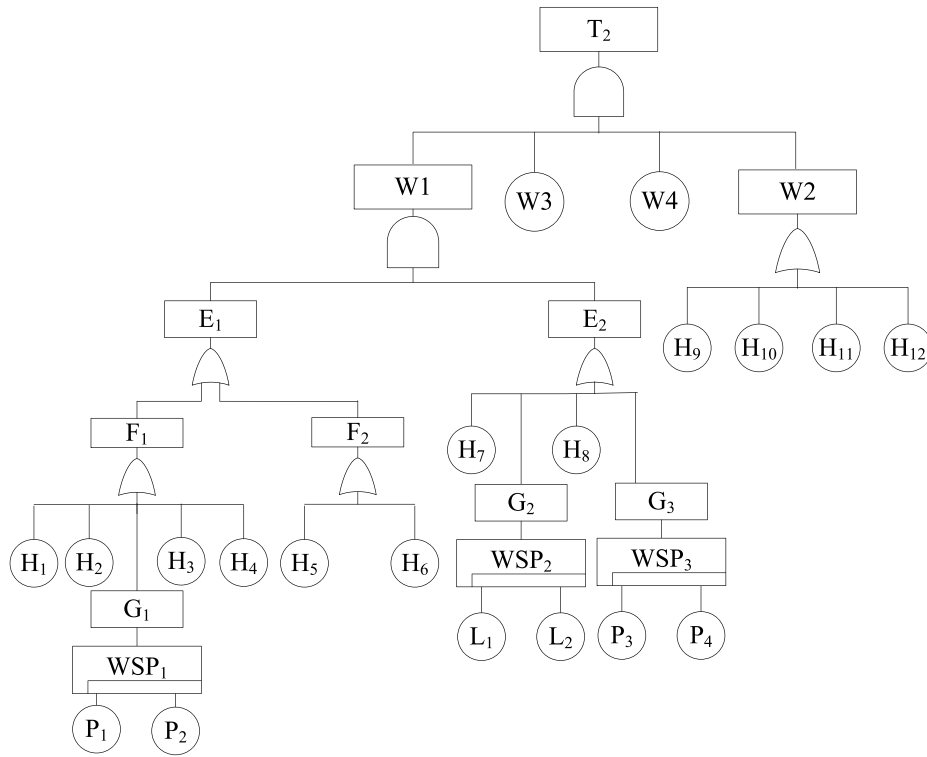 T₂
W1
W3
W4
W2
E₁
E₂
H₉
H₁₀
H₁₁
H₁₂
F₁
F₂
H₇
H₈
G₂
G₃
H₁
H₂
H₃
H₄
H₅
H₆
WSP₂
WSP₃
G₁
L₁
L₂
P₃
P₄
WSP₁
P₁
P₂